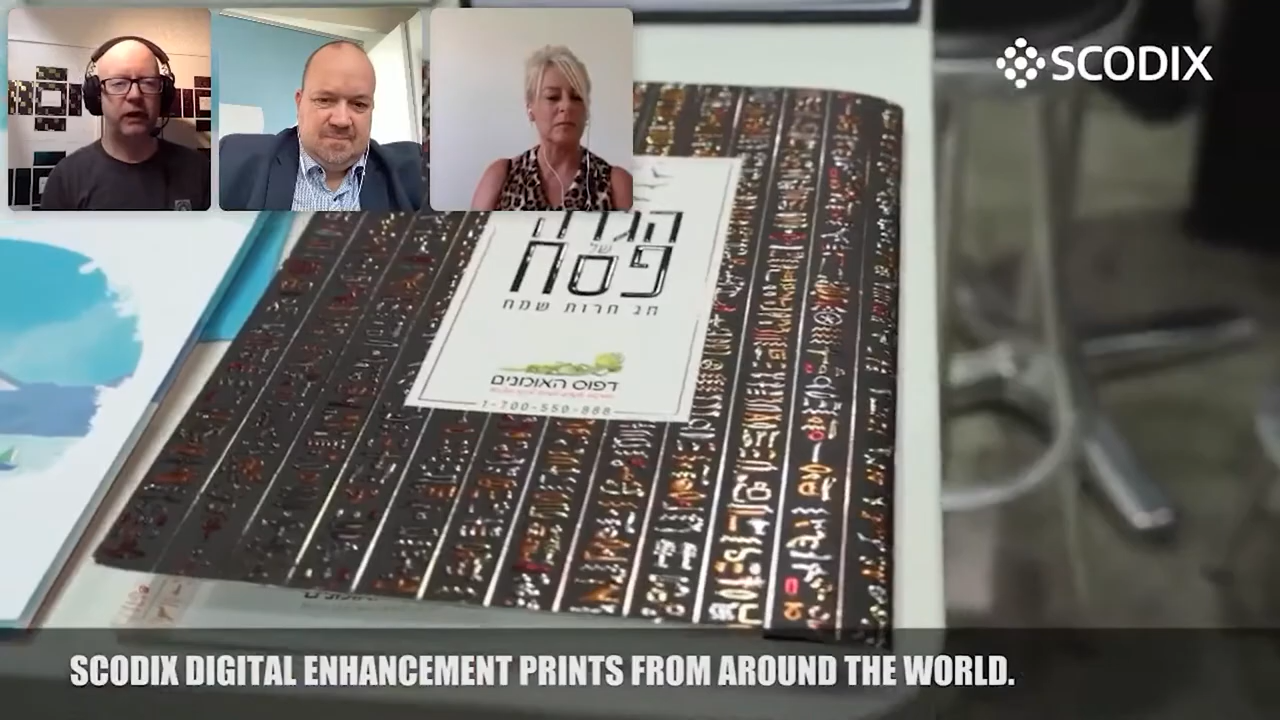 SCODIX
הגדה
של
פסח
חג חרות שמח
דפוס האומנים
1-700-550-888
SCODIX DIGITAL ENHANCEMENT PRINTS FROM AROUND THE WORLD.